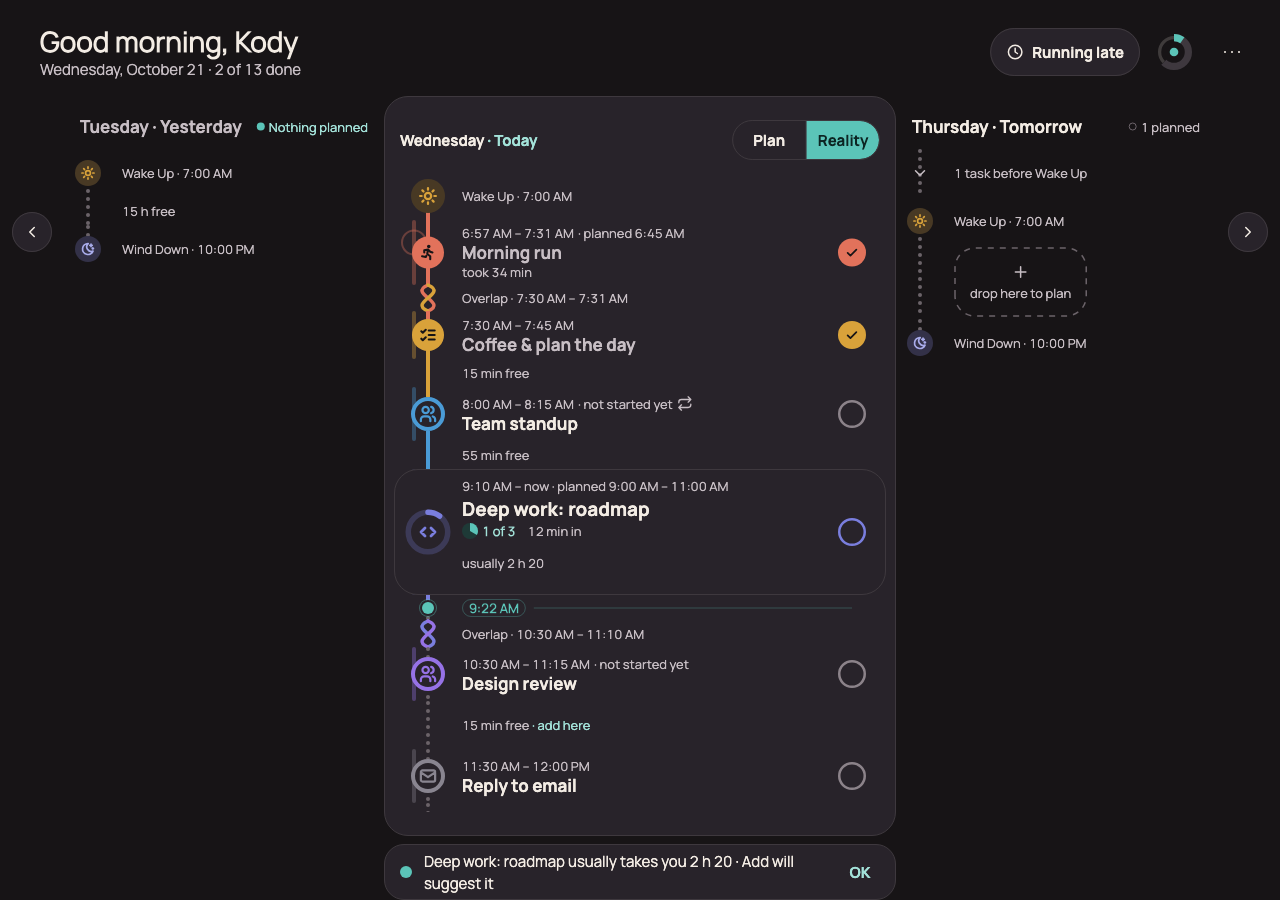 Good morning, Kody
Wednesday, October 21 · 2 of 13 done
Running late
Tuesday · Yesterday
Nothing planned
Wake Up · 7:00 AM
15 h free
Wind Down · 10:00 PM
Wednesday · Today
Plan
Reality
Wake Up · 7:00 AM
6:57 AM – 7:31 AM · planned 6:45 AM
Morning run
took 34 min
Overlap · 7:30 AM – 7:31 AM
7:30 AM – 7:45 AM
Coffee & plan the day
15 min free
8:00 AM – 8:15 AM · not started yet
Team standup
55 min free
9:10 AM – now · planned 9:00 AM – 11:00 AM
Deep work: roadmap
1 of 3 12 min in
usually 2 h 20
9:22 AM
Overlap · 10:30 AM – 11:10 AM
10:30 AM – 11:15 AM · not started yet
Design review
15 min free · add here
11:30 AM – 12:00 PM
Reply to email
Deep work: roadmap usually takes you 2 h 20 · Add will
suggest it
OK
Thursday · Tomorrow
1 planned
1 task before Wake Up
Wake Up · 7:00 AM
drop here to plan
Wind Down · 10:00 PM